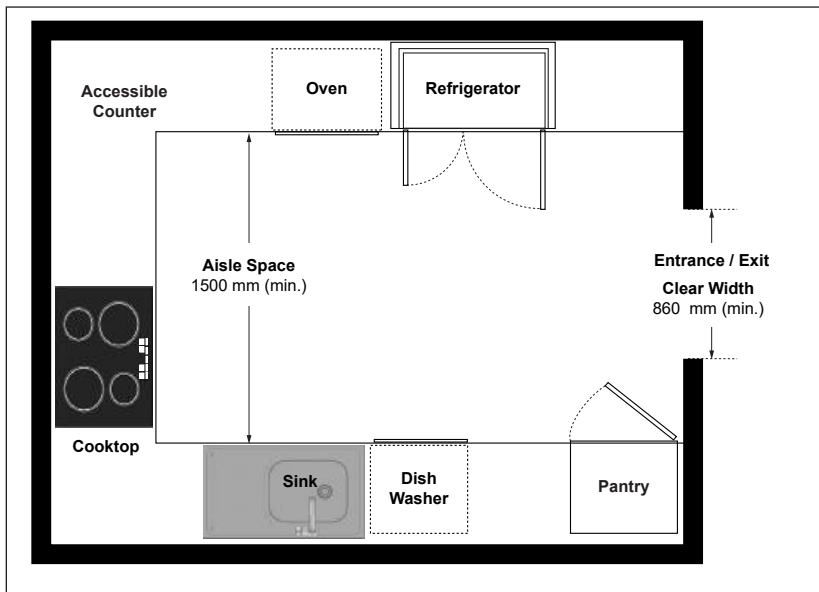 Accessible
Counter
Oven
Refrigerator
Aisle Space
1500 mm (min.)
Entrance / Exit
Clear Width
860 mm (min.)
Cooktop
Sink
Dish
Washer
Pantry